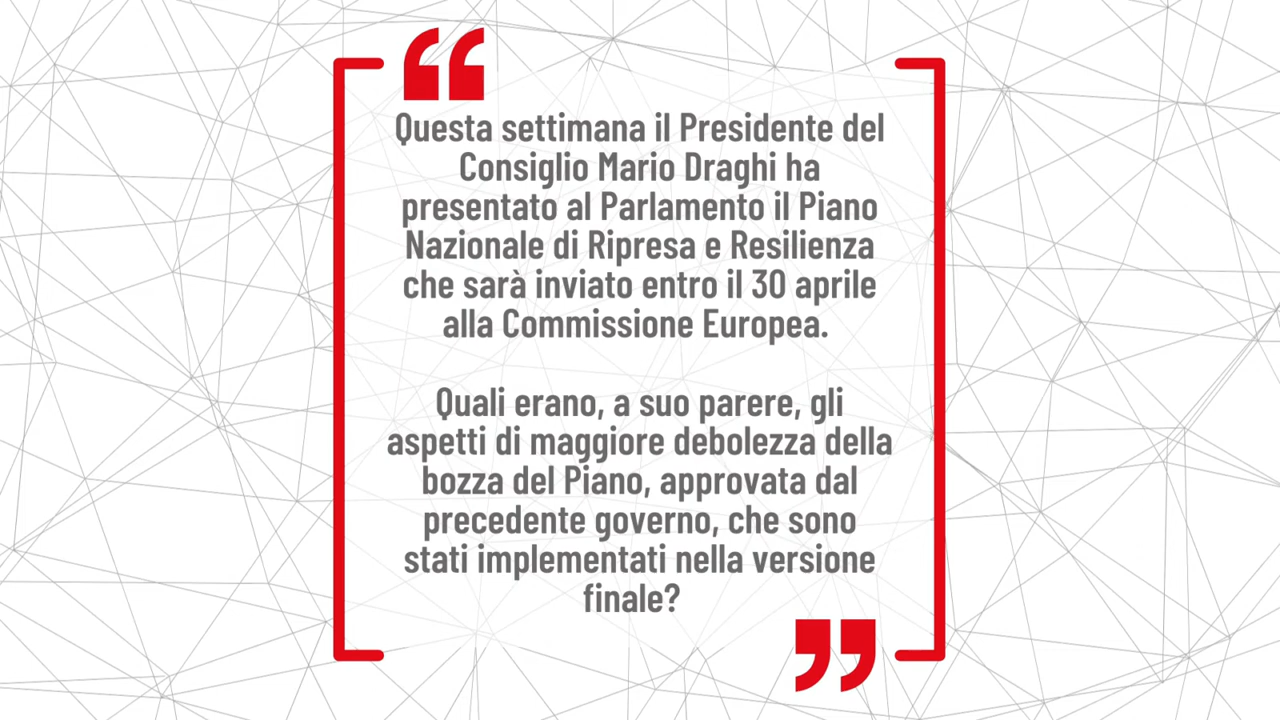 “
Questa settimana il Presidente del
Consiglio Mario Draghi ha
presentato al Parlamento il Piano
Nazionale di Ripresa e Resilienza
che sarà inviato entro il 30 aprile
alla Commissione Europea.
Quali erano, a suo parere, gli
aspetti di maggiore debolezza della
bozza del Piano, approvata dal
precedente governo, che sono
stati implementati nella versione
finale?
”